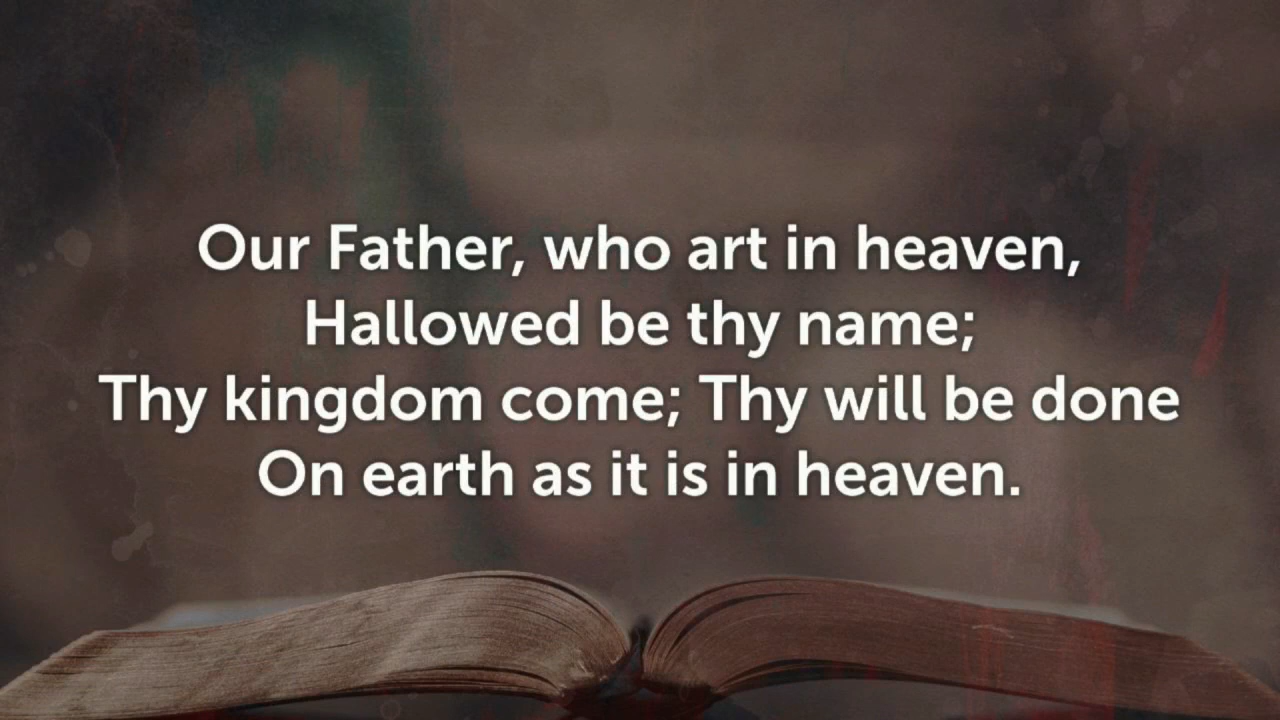 Our Father, who art in heaven,
Hallowed be thy name;
Thy kingdom come; Thy will be done
On earth as it is in heaven.